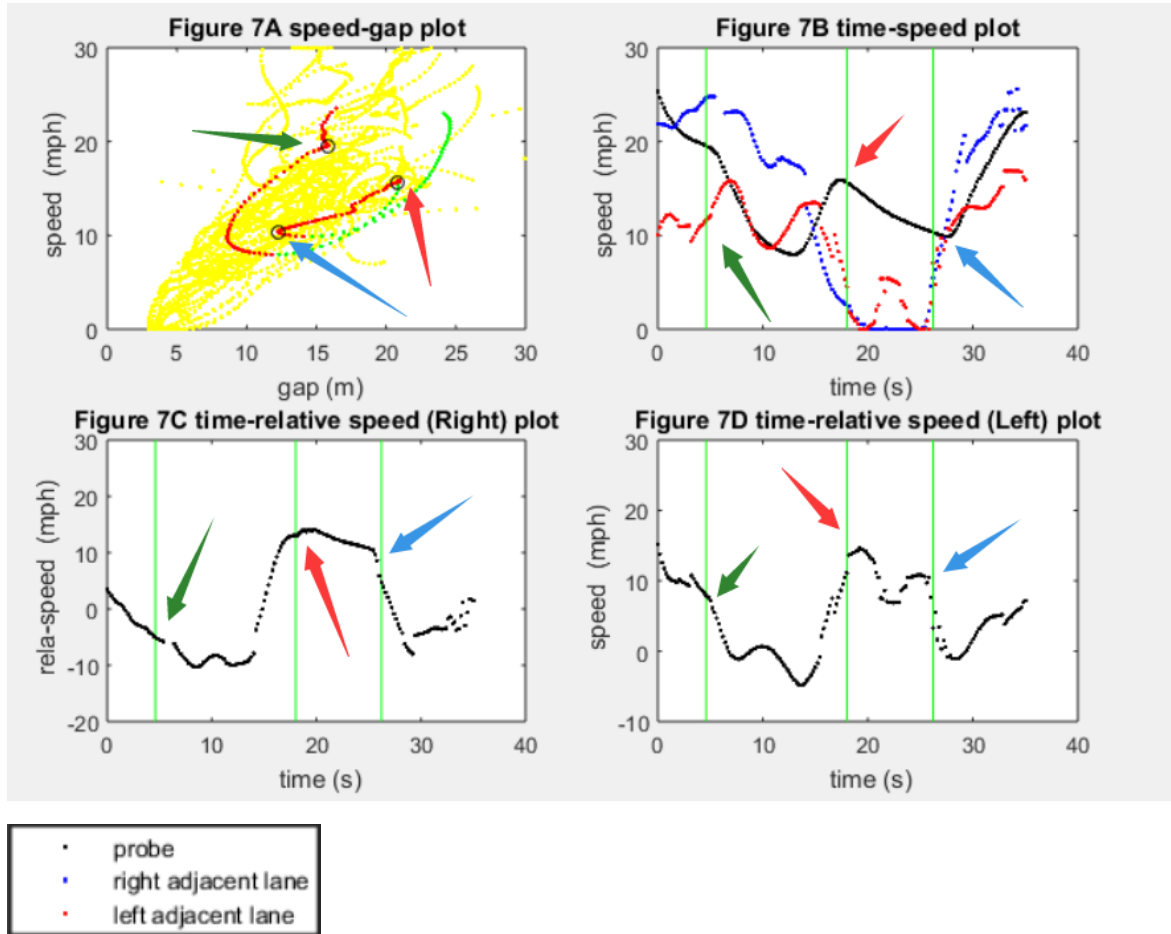 Figure 7A speed-gap plot
30
20
10
0
speed (mph)
0 5 10 15 20 25 30
gap (m)
Figure 7B time-speed plot
30
20
10
0
speed (mph)
0 10 20 30 40
time (s)
Figure 7C time-relative speed (Right) plot
30
20
10
0
-10
-20
rela-speed (mph)
0 10 20 30 40
time (s)
Figure 7D time-relative speed (Left) plot
30
20
10
0
-10
speed (mph)
0 10 20 30 40
time (s)
probe
right adjacent lane
left adjacent lane